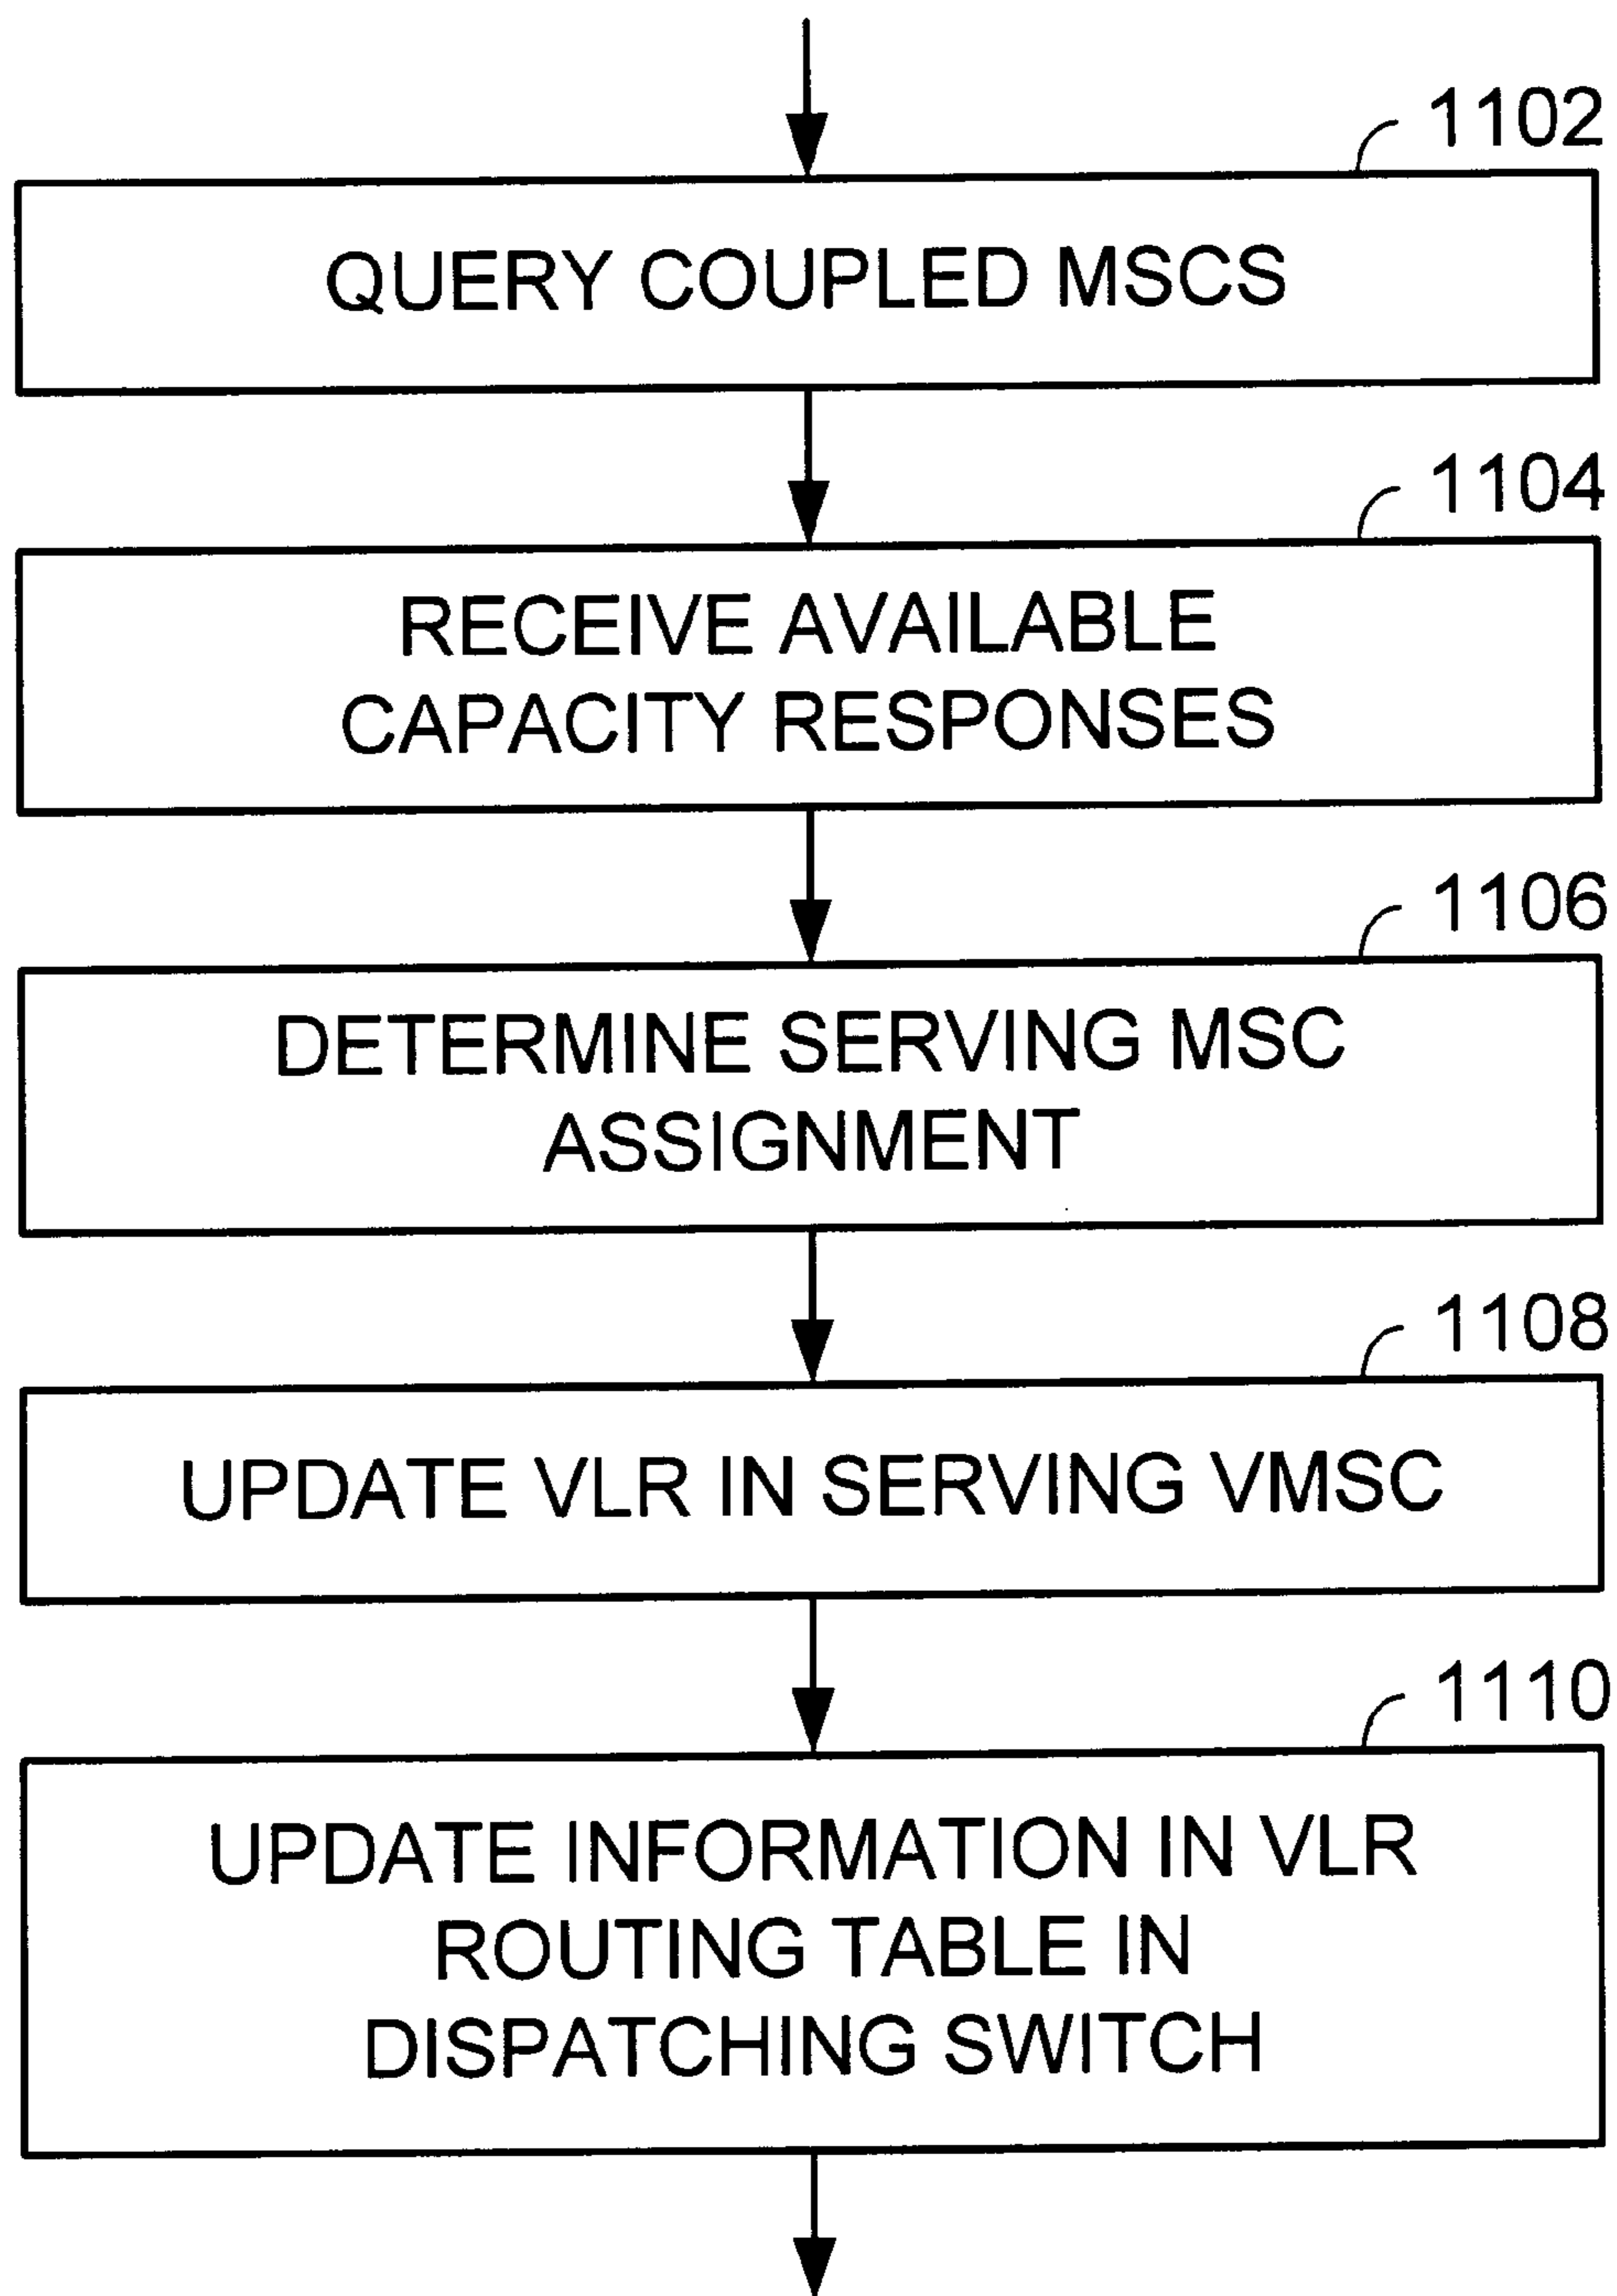 1102
QUERY COUPLED MSCS
1104
RECEIVE AVAILABLE
CAPACITY RESPONSES
1106
DETERMINE SERVING MSC
ASSIGNMENT
1108
UPDATE VLR IN SERVING VMSC
1110
UPDATE INFORMATION IN VLR
ROUTING TABLE IN
DISPATCHING SWITCH